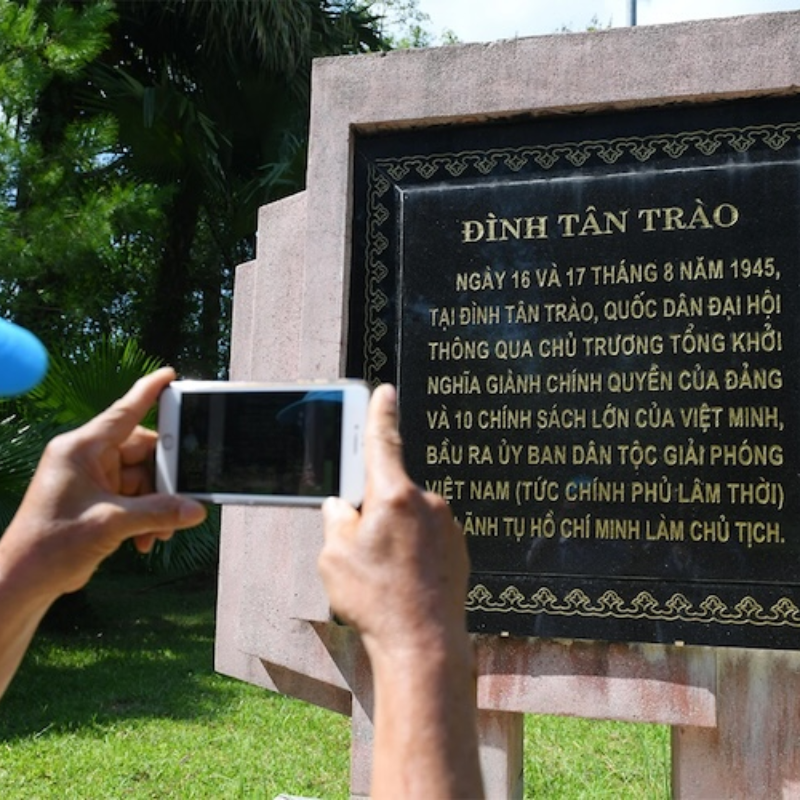 ĐÌNH TÂN TRÀO
NGÀY 16 VÀ 17 THÁNG 8 NĂM 1945,
TẠI ĐÌNH TÂN TRÀO, QUỐC DÂN ĐẠI HỘI
THÔNG QUA CHỦ TRƯƠNG TỔNG KHỞI
NGHĨA GIÀNH CHÍNH QUYỀN CỦA ĐẢNG
VÀ 10 CHÍNH SÁCH LỚN CỦA VIỆT MINH,
BẦU RA ỦY BAN DÂN TỘC GIẢI PHÓNG
VIỆT NAM (TỨC CHÍNH PHỦ LÂM THỜI)
LÃNH TỤ HỒ CHÍ MINH LÀM CHỦ TỊCH.